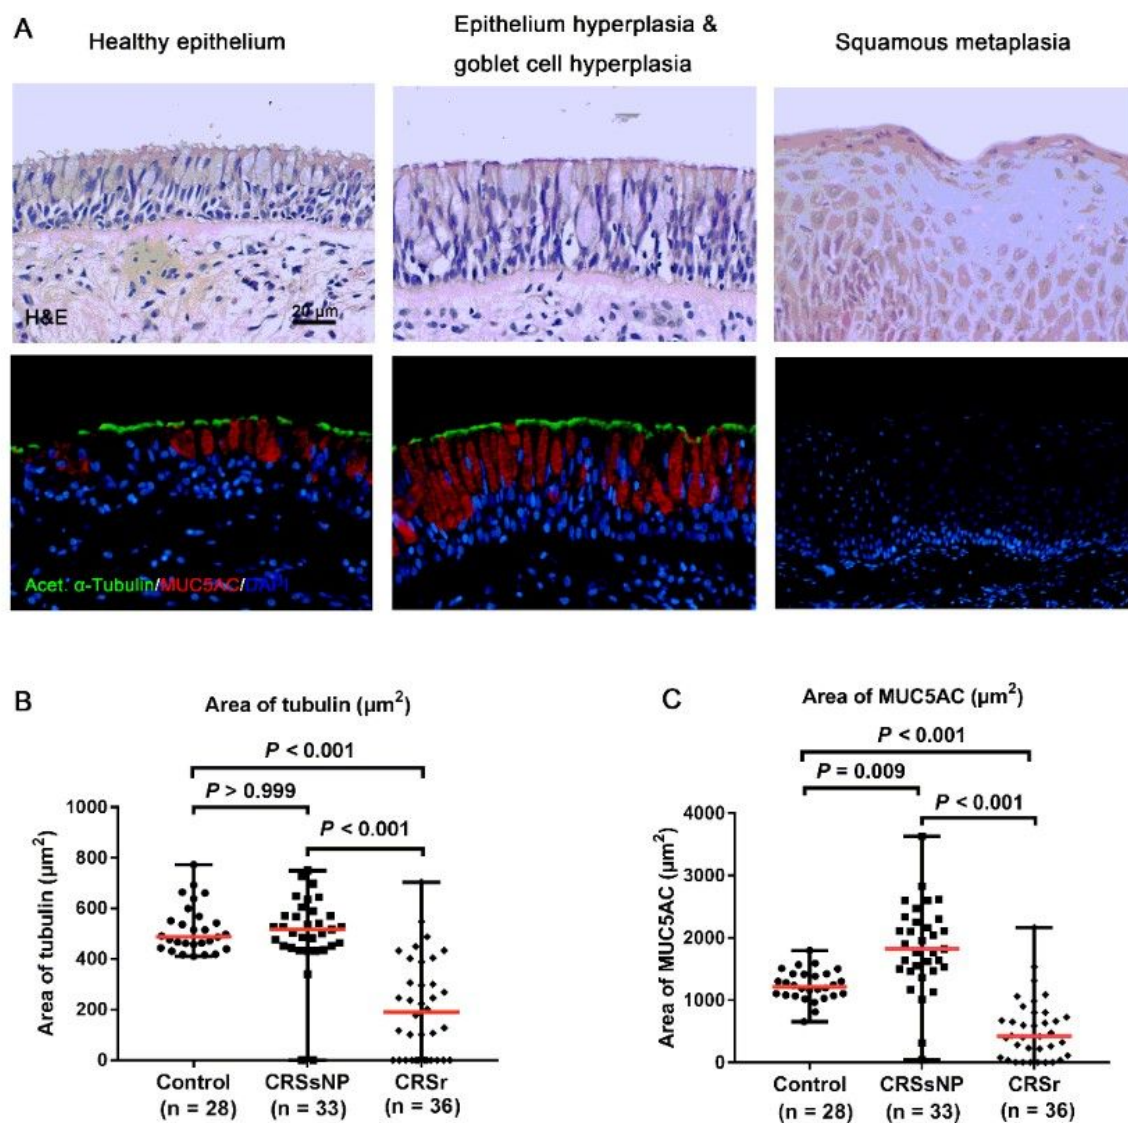 A
Healthy epithelium
Epithelium hyperplasia &
goblet cell hyperplasia
Squamous metaplasia
H&E
20 µm
Acet. α-Tubulin/MUC5AC/DAPI
B
Area of tubulin (µm²)
P < 0.001
P > 0.999
P < 0.001
Area of tubulin (µm²)
1000
800
600
400
200
0
Control
(n = 28)
CRSsNP
(n = 33)
CRSr
(n = 36)
C
Area of MUC5AC (µm²)
P < 0.001
P = 0.009
P < 0.001
Area of MUC5AC (µm²)
4000
3000
2000
1000
0
Control
(n = 28)
CRSsNP
(n = 33)
CRSr
(n = 36)